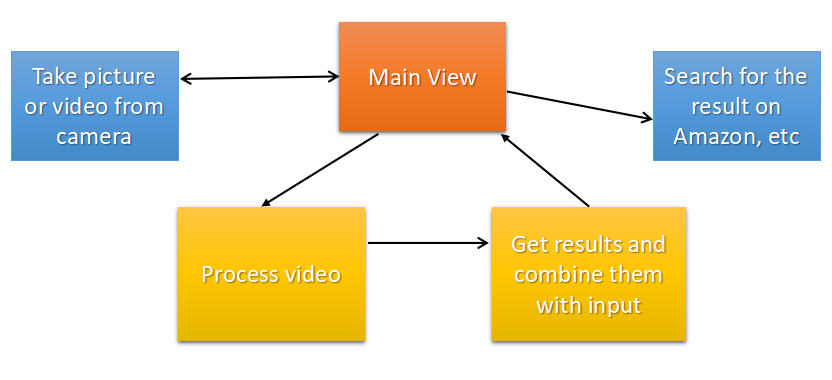 Take picture
or video from
camera
Main View
Search for the
result on
Amazon, etc
Process video
Get results and
combine them
with input